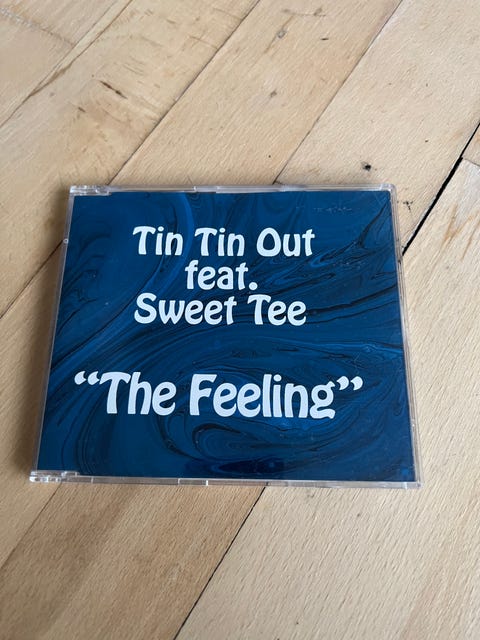 Tin Tin Out
feat.
Sweet Tee
“The Feeling”